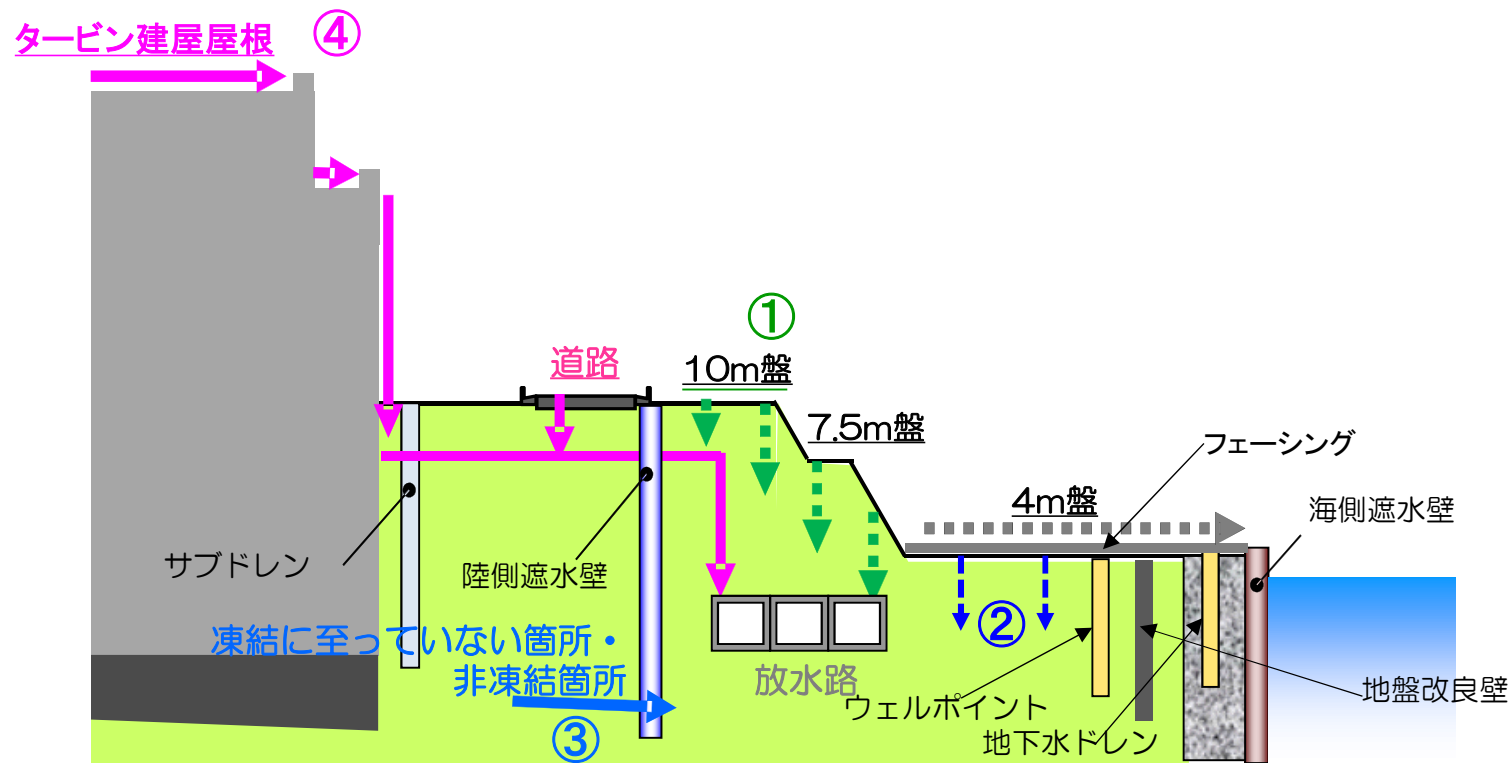 タービン建屋屋根 ④
①
道路
10m盤
7.5m盤
フェーシング
4m盤
海側遮水壁
サブドレン
陸側遮水壁
凍結に至っていない箇所・
非凍結箇所
②
放水路
ウェルポイント
地盤改良壁
③
地下水ドレン